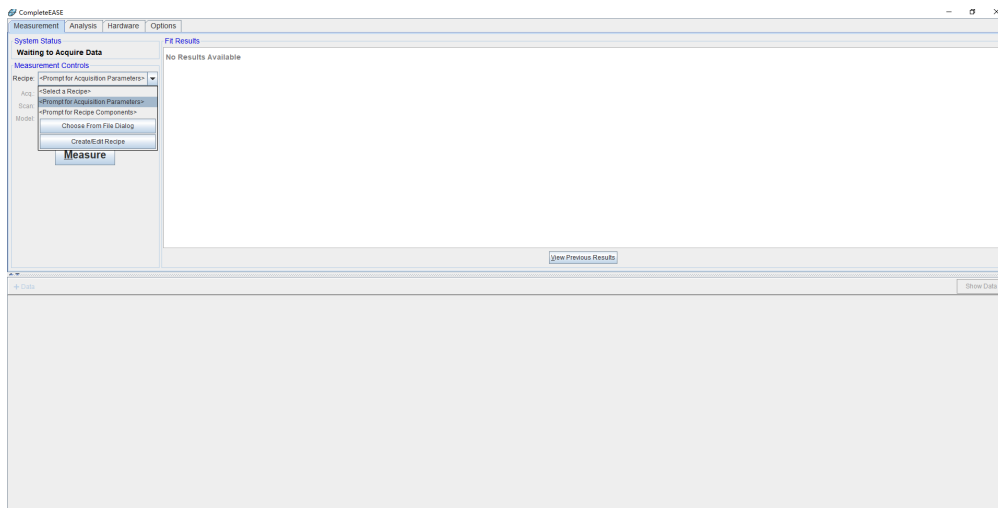 CompleteEASE
Measurement Analysis Hardware Options
System Status
Waiting to Acquire Data
Measurement Controls
Recipe: <Prompt for Acquisition Parameters>
Acq.
<Select a Recipe>
<Prompt for Acquisition Parameters>
Scan:
<Prompt for Recipe Components>
Model:
Choose From File Dialog
Create/Edit Recipe
Measure
Fit Results
No Results Available
View Previous Results
+ Data
Show Data